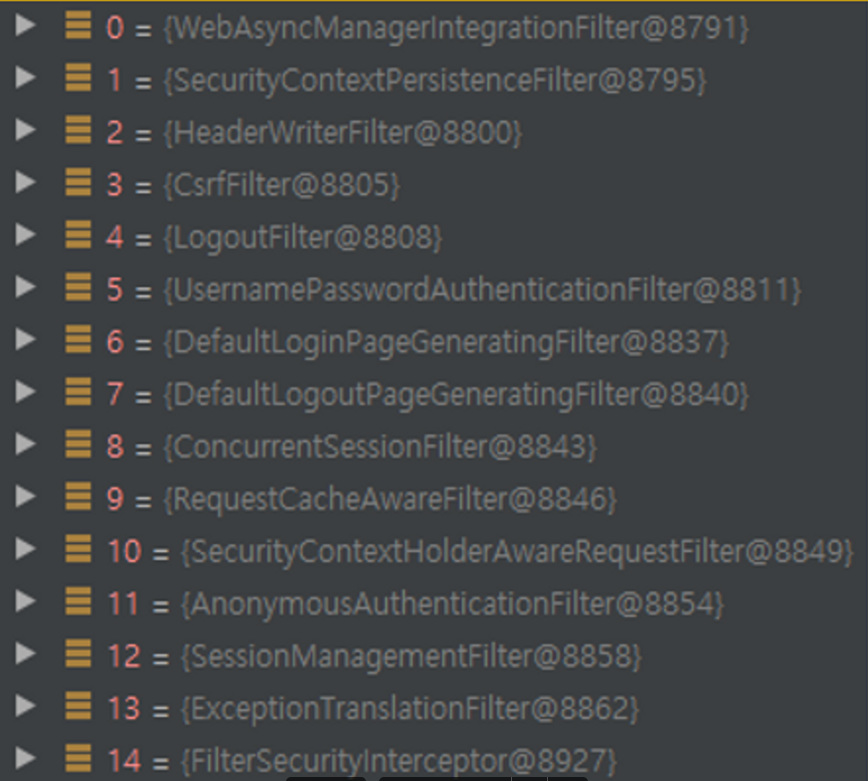 0 = {WebAsyncManagerIntegrationFilter@8791}
1 = {SecurityContextPersistenceFilter@8795}
2 = {HeaderWriterFilter@8800}
3 = {CsrfFilter@8805}
4 = {LogoutFilter@8808}
5 = {UsernamePasswordAuthenticationFilter@8811}
6 = {DefaultLoginPageGeneratingFilter@8837}
7 = {DefaultLogoutPageGeneratingFilter@8840}
8 = {ConcurrentSessionFilter@8843}
9 = {RequestCacheAwareFilter@8846}
10 = {SecurityContextHolderAwareRequestFilter@8849}
11 = {AnonymousAuthenticationFilter@8854}
12 = {SessionManagementFilter@8858}
13 = {ExceptionTranslationFilter@8862}
14 = {FilterSecurityInterceptor@8927}